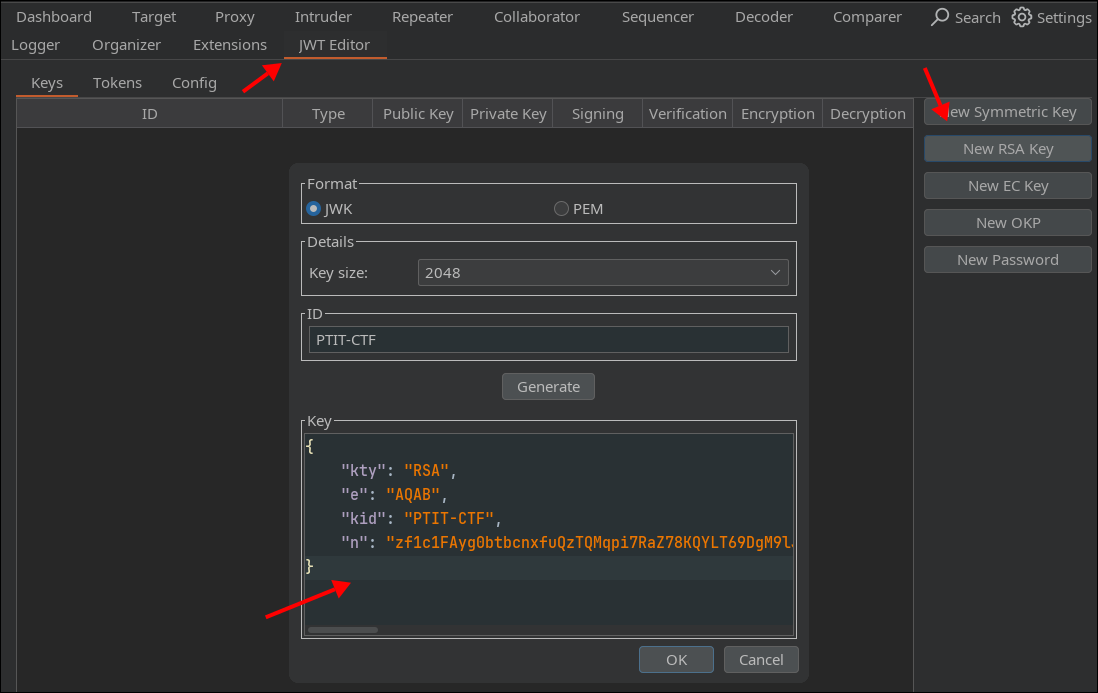 Dashboard Target Proxy Intruder Repeater Collaborator Sequencer Decoder Comparer Search Settings
Logger Organizer Extensions JWT Editor
Keys Tokens Config
ID Type Public Key Private Key Signing Verification Encryption Decryption
ew Symmetric Key
New RSA Key
New EC Key
New OKP
New Password
Format
JWK PEM
Details
Key size: 2048
ID
PTIT-CTF
Generate
Key
{
"kty": "RSA",
"e": "AQAB",
"kid": "PTIT-CTF",
"n": "zf1c1FAyg0btbcnxfuQzTQMqpi7RaZ78KQYLT69DgM9l
}
OK Cancel